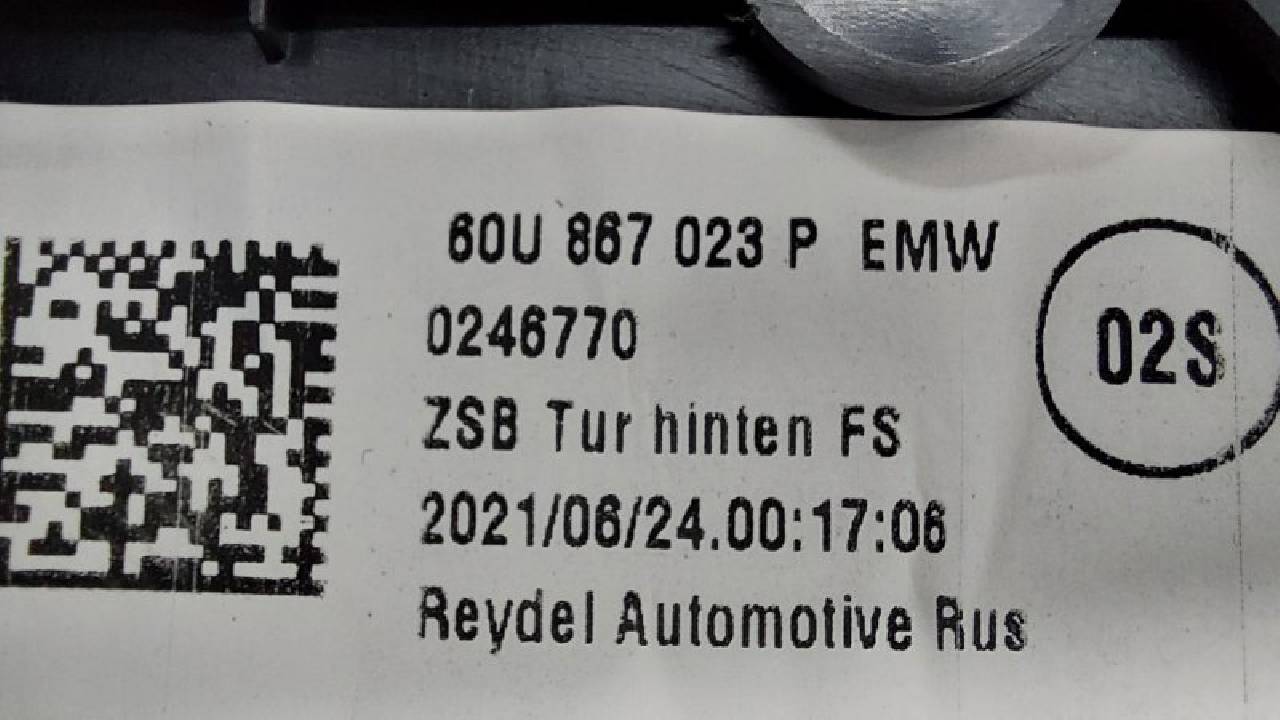 60U 867 023 P EMW
0246770
02S
ZSB Tur hinten FS
2021/06/24.00:17:06
Reydel Automotive Rus